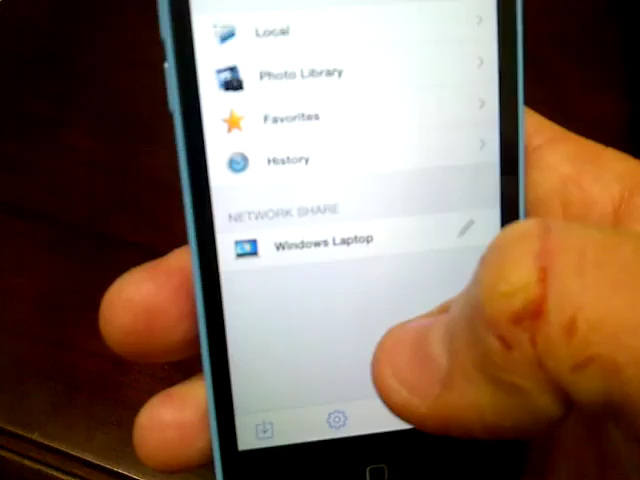 Local
Photo Library
Favorites
History
NETWORK SHARE
Windows Laptop